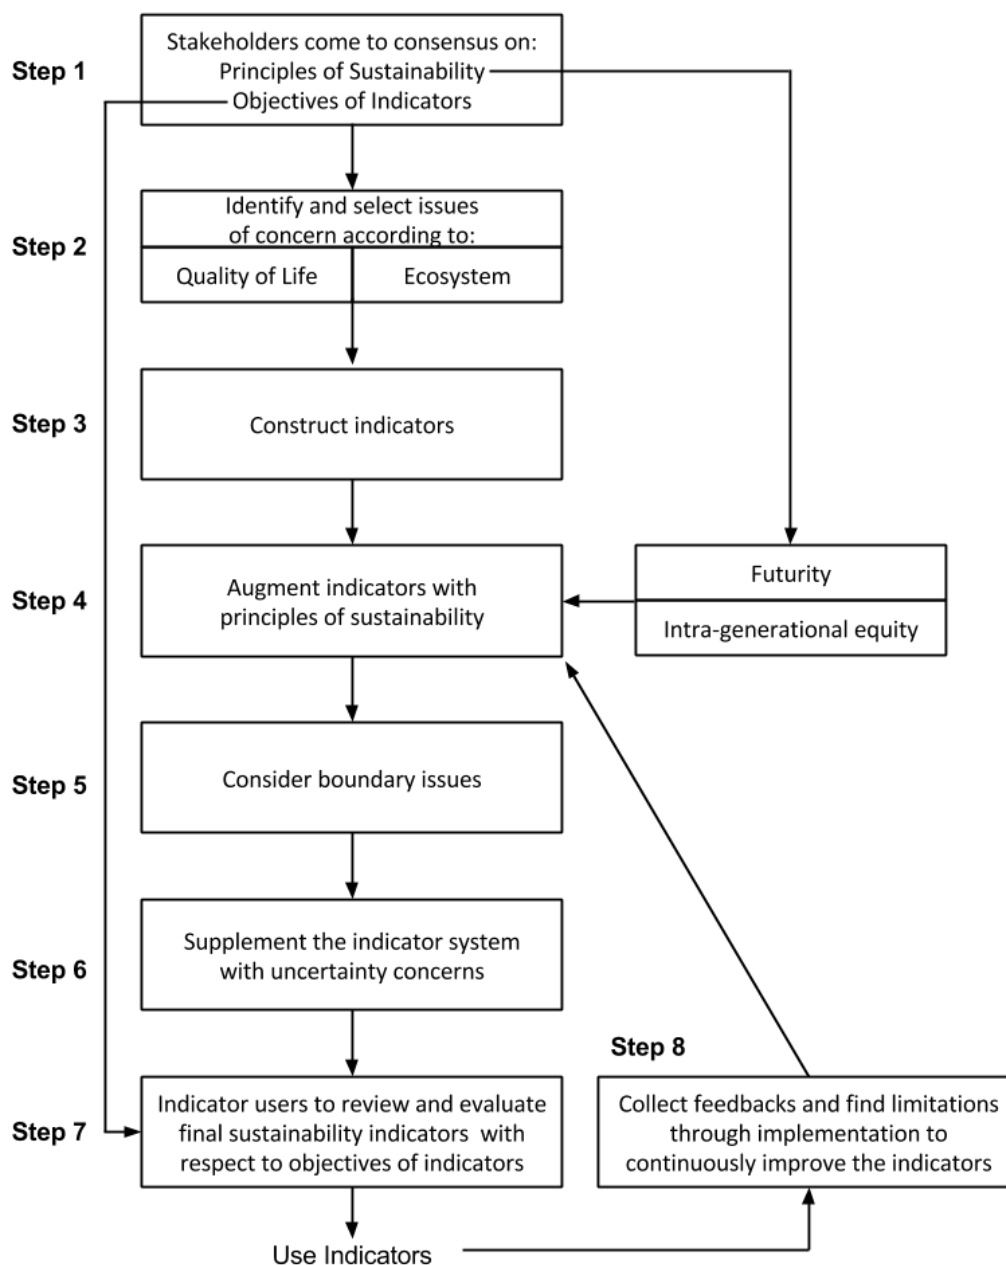 Step 1
Stakeholders come to consensus on:
Principles of Sustainability
Objectives of Indicators
Step 2
Identify and select issues
of concern according to:
Quality of Life
Ecosystem
Step 3
Construct indicators
Step 4
Augment indicators with
principles of sustainability
Futurity
Intra-generational equity
Step 5
Consider boundary issues
Step 6
Supplement the indicator system
with uncertainty concerns
Step 7
Indicator users to review and evaluate
final sustainability indicators with
respect to objectives of indicators
Step 8
Collect feedbacks and find limitations
through implementation to
continuously improve the indicators
Use Indicators